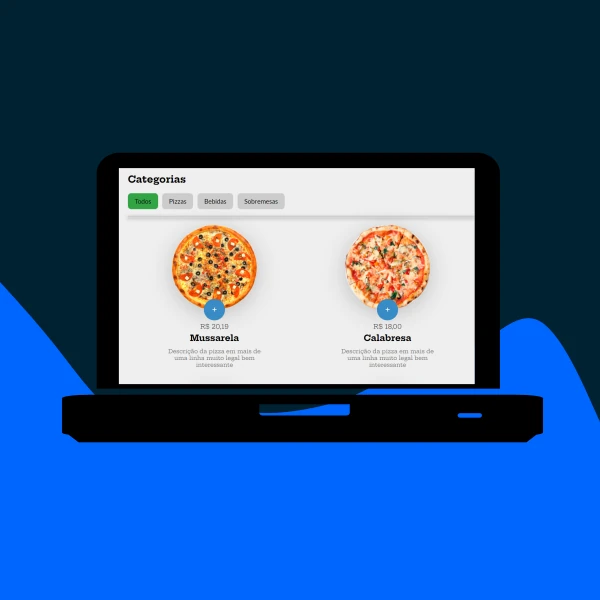 Categorias
Todos Pizzas Bebidas Sobremesas
+ +
R$ 20,19 R$ 18,00
Mussarela Calabresa
Descrição da pizza em mais de Descrição da pizza em mais de
uma linha muito legal bem uma linha muito legal bem
interessante interessante